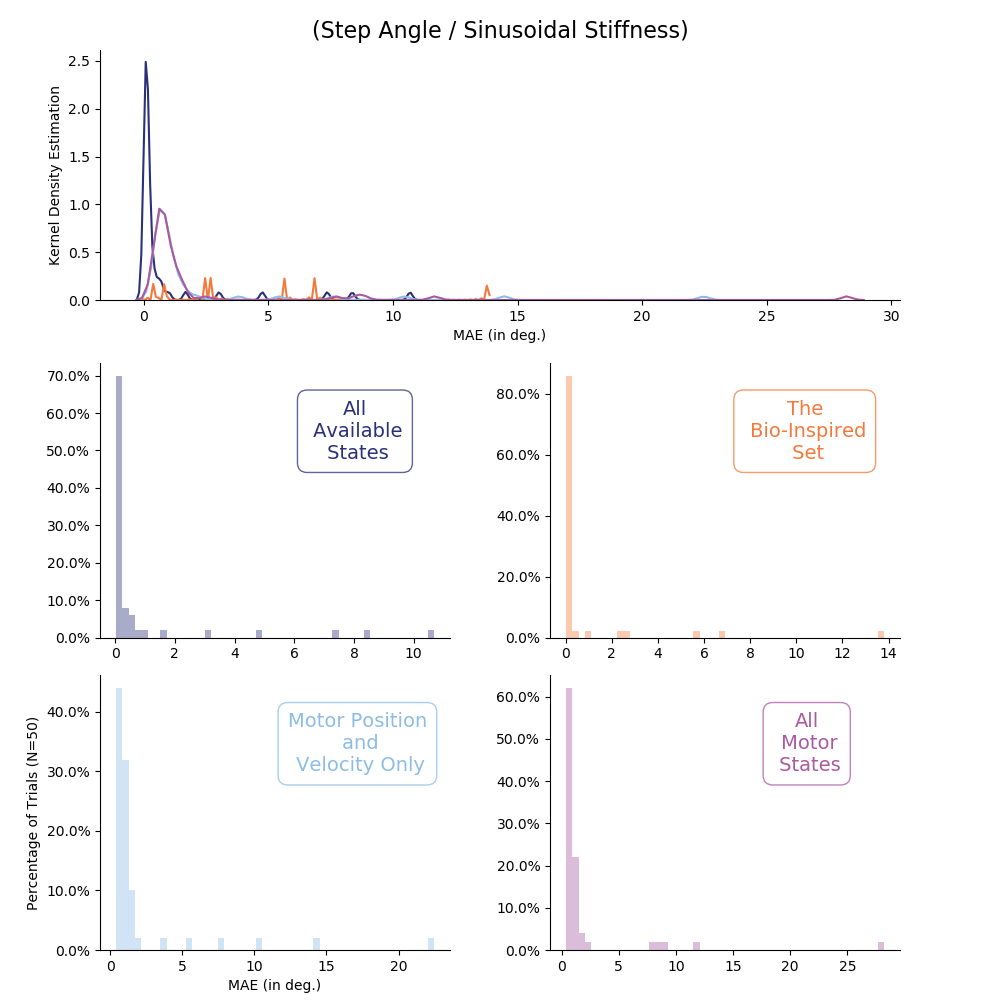 (Step Angle / Sinusoidal Stiffness)
Kernel Density Estimation
2.5
2.0
1.5
1.0
0.5
0.0
0 5 10 15 20 25 30
MAE (in deg.)
70.0%
60.0%
50.0%
40.0%
30.0%
20.0%
10.0%
0.0%
0 2 4 6 8 10
All
Available
States
80.0%
60.0%
40.0%
20.0%
0.0%
0 2 4 6 8 10 12 14
The
Bio-Inspired
Set
Percentage of Trials (N=50)
40.0%
30.0%
20.0%
10.0%
0.0%
0 5 10 15 20
MAE (in deg.)
Motor Position
and
Velocity Only
60.0%
50.0%
40.0%
30.0%
20.0%
10.0%
0.0%
0 5 10 15 20 25
All
Motor
States